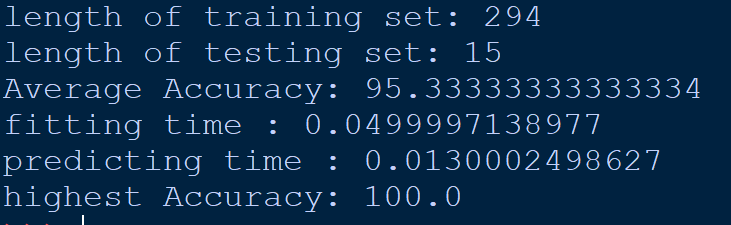 length of training set: 294
length of testing set: 15
Average Accuracy: 95.33333333333334
fitting time : 0.0499997138977
predicting time : 0.0130002498627
highest Accuracy: 100.0